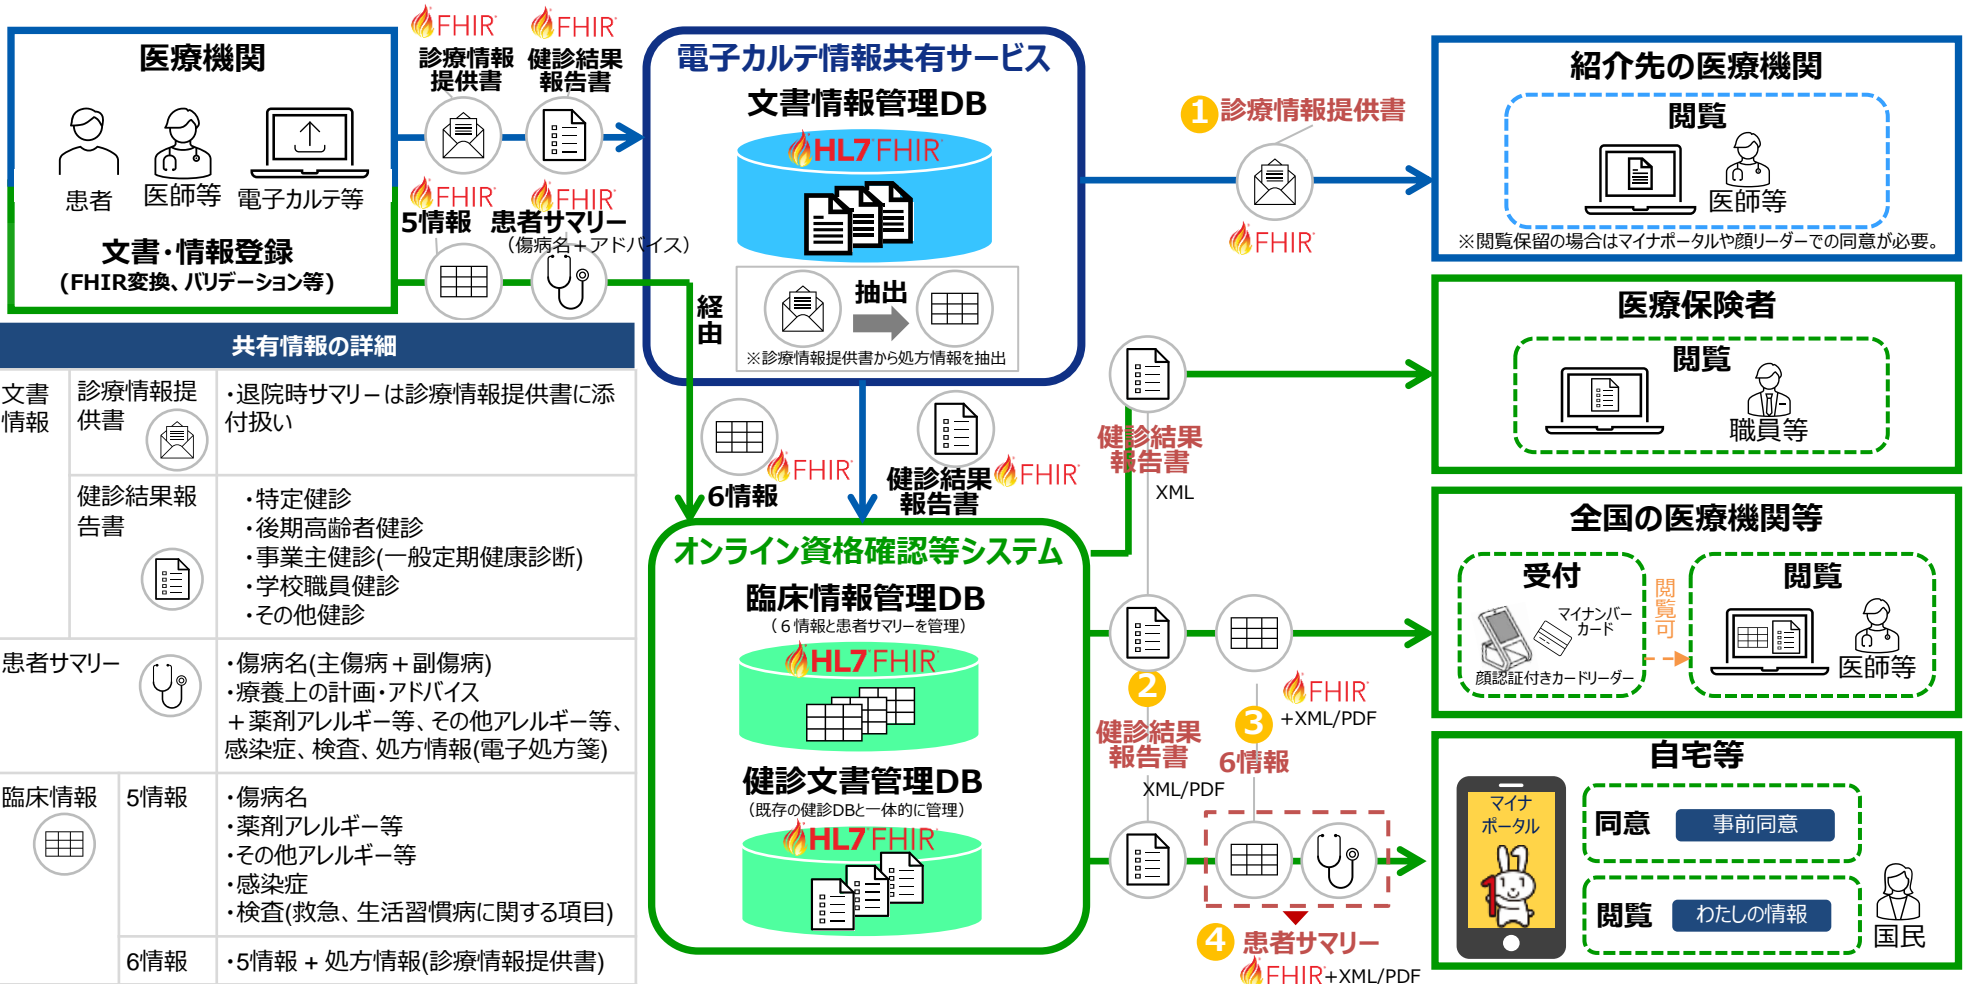 医療機関
患者
医師等
電子カルテ等
文書・情報登録
(FHIR変換、バリデーション等)
FHIR
FHIR
診療情報
提供書
健診結果
報告書
FHIR
FHIR
5情報
患者サマリー
（傷病名＋アドバイス）
電子カルテ情報共有サービス
文書情報管理DB
HL7 FHIR
抽出
※診療情報提供書から処方情報を抽出
経由
6情報
FHIR
健診結果
報告書
FHIR
オンライン資格確認等システム
臨床情報管理DB
（６情報と患者サマリーを管理）
HL7 FHIR
健診文書管理DB
（既存の健診DBと一体的に管理）
HL7 FHIR
1 診療情報提供書
FHIR
健診結果
報告書
XML
2
健診結果
報告書
XML/PDF
FHIR
+XML/PDF
3
6情報
4 患者サマリー
FHIR+XML/PDF
紹介先の医療機関
閲覧
医師等
※閲覧保留の場合はマイナポータルや顔リーダーでの同意が必要。
医療保険者
閲覧
職員等
全国の医療機関等
受付
マイナンバー
カード
顔認証付きカードリーダー
閲覧可
閲覧
医師等
自宅等
マイナ
ポータル
同意
事前同意
閲覧
わたしの情報
国民
共有情報の詳細
文書
情報
診療情報提
供書
・退院時サマリーは診療情報提供書に添
付扱い
健診結果報
告書
・特定健診
・後期高齢者健診
・事業主健診(一般定期健康診断)
・学校職員健診
・その他健診
患者サマリー
・傷病名(主傷病＋副傷病)
・療養上の計画・アドバイス
＋薬剤アレルギー等、その他アレルギー等、
感染症、検査、処方情報(電子処方箋)
臨床情報
5情報
・傷病名
・薬剤アレルギー等
・その他アレルギー等
・感染症
・検査(救急、生活習慣病に関する項目)
6情報
・5情報 + 処方情報(診療情報提供書)